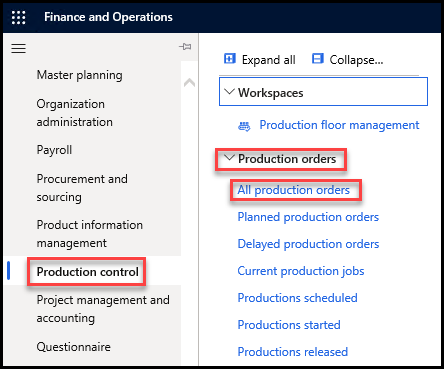 Finance and Operations
Master planning
Organization
administration
Payroll
Procurement and
sourcing
Product information
management
Production control
Project management and
accounting
Questionnaire
Expand all
Collapse...
Workspaces
Production floor management
Production orders
All production orders
Planned production orders
Delayed production orders
Current production jobs
Productions scheduled
Productions started
Productions released